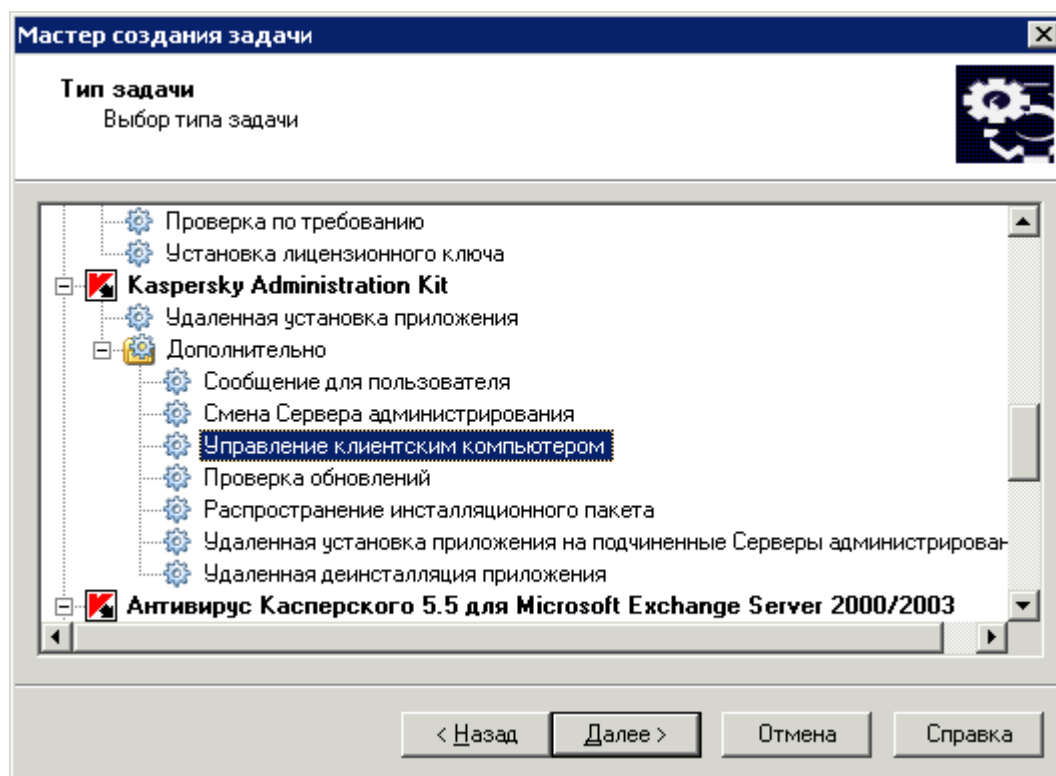 Мастер создания задачи
Тип задачи
Выбор типа задачи
Проверка по требованию
Установка лицензионного ключа
Kaspersky Administration Kit
Удаленная установка приложения
Дополнительно
Сообщение для пользователя
Смена Сервера администрирования
Управление клиентским компьютером
Проверка обновлений
Распространение инсталляционного пакета
Удаленная установка приложения на подчиненные Серверы администрирован
Удаленная деинсталляция приложения
Антивирус Касперского 5.5 для Microsoft Exchange Server 2000/2003
< Назад Далее > Отмена Справка